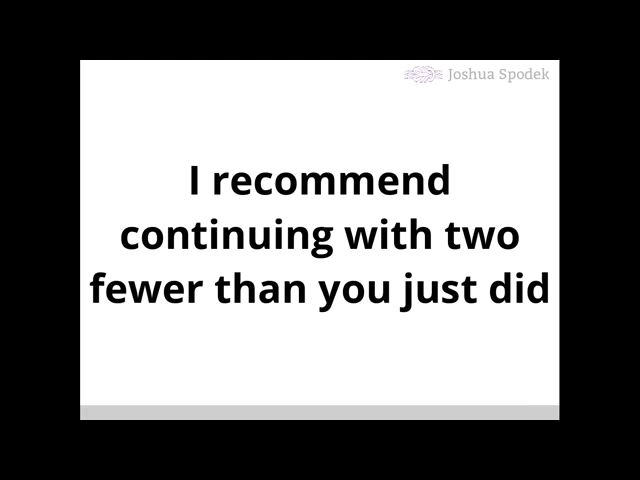 Joshua Spodek
I recommend
continuing with two
fewer than you just did